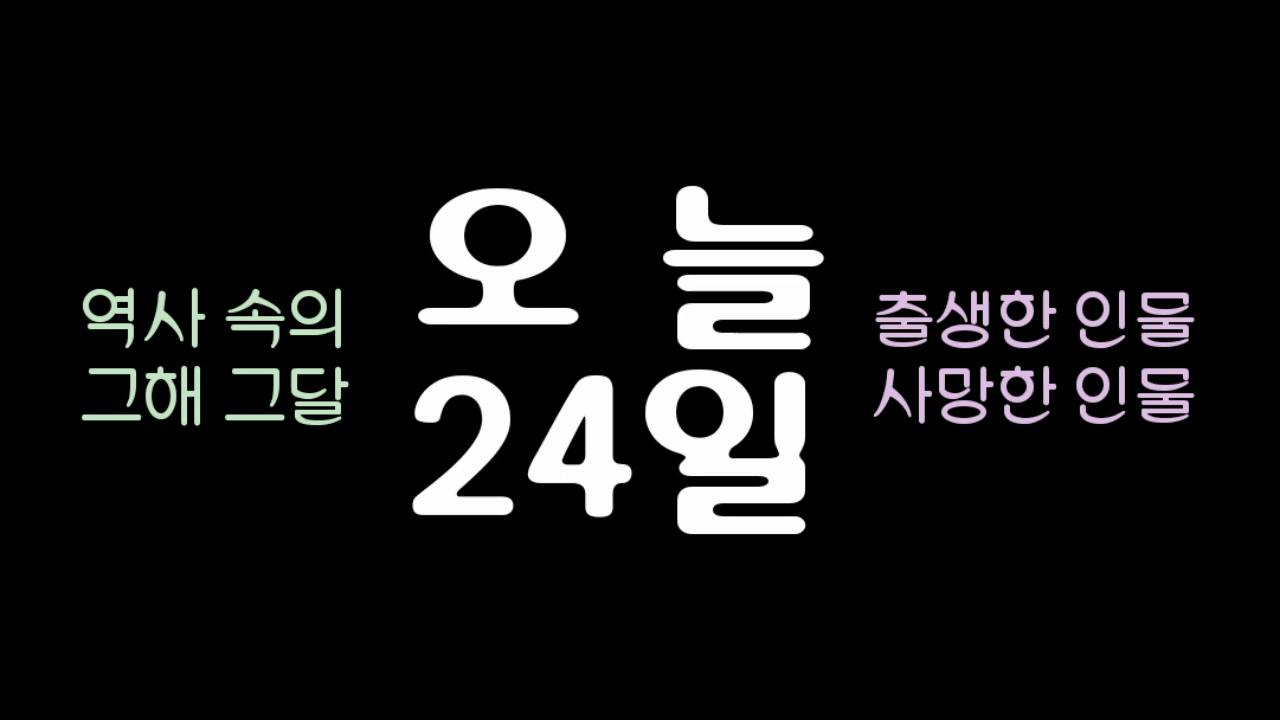 역사 속의
그해 그달
오 늘
24일
출생한 인물
사망한 인물